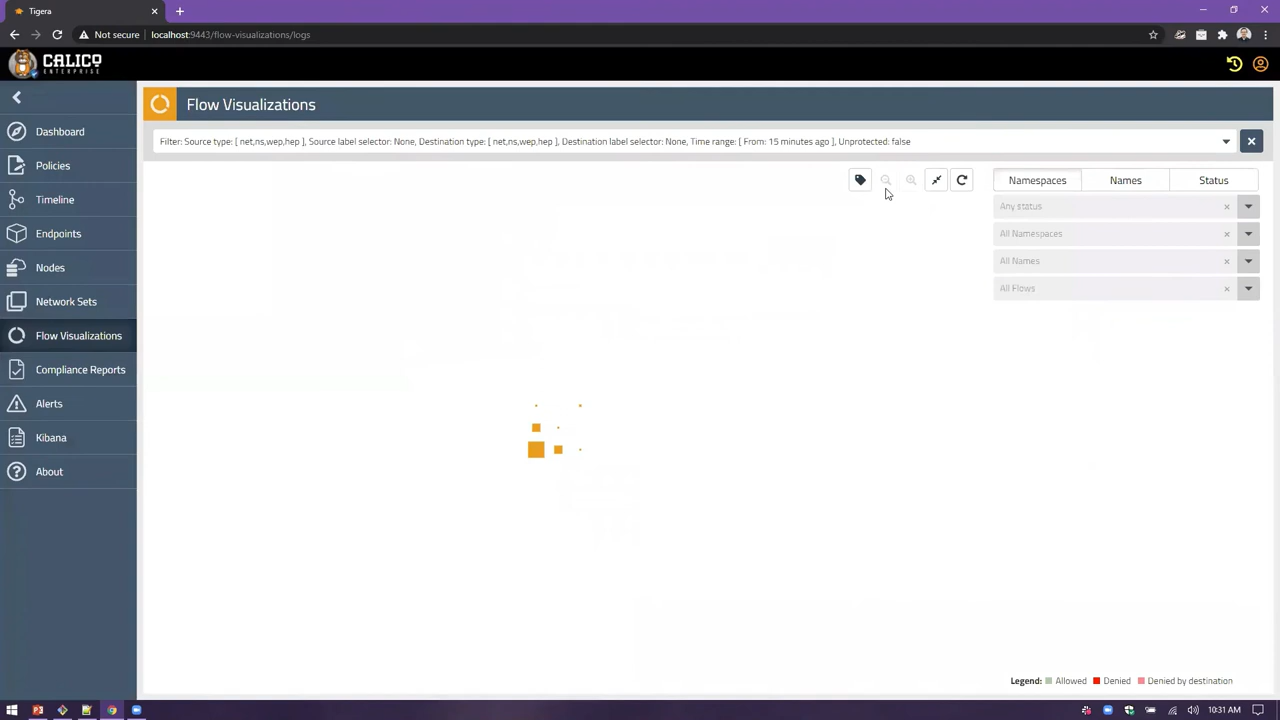 Tigera
Not secure
localhost:9443/flow-visualizations/logs
CALICO
ENTERPRISE
Flow Visualizations
Filter: Source type: [ net,ns,wep,hep ], Source label selector: None, Destination type: [ net,ns,wep,hep ], Destination label selector: None, Time range: [ From: 15 minutes ago ], Unprotected: false
Dashboard
Policies
Timeline
Endpoints
Nodes
Network Sets
Flow Visualizations
Compliance Reports
Alerts
Kibana
About
Namespaces
Names
Status
Any status
All Namespaces
All Names
All Flows
Legend: Allowed Denied Denied by destination
10:31 AM